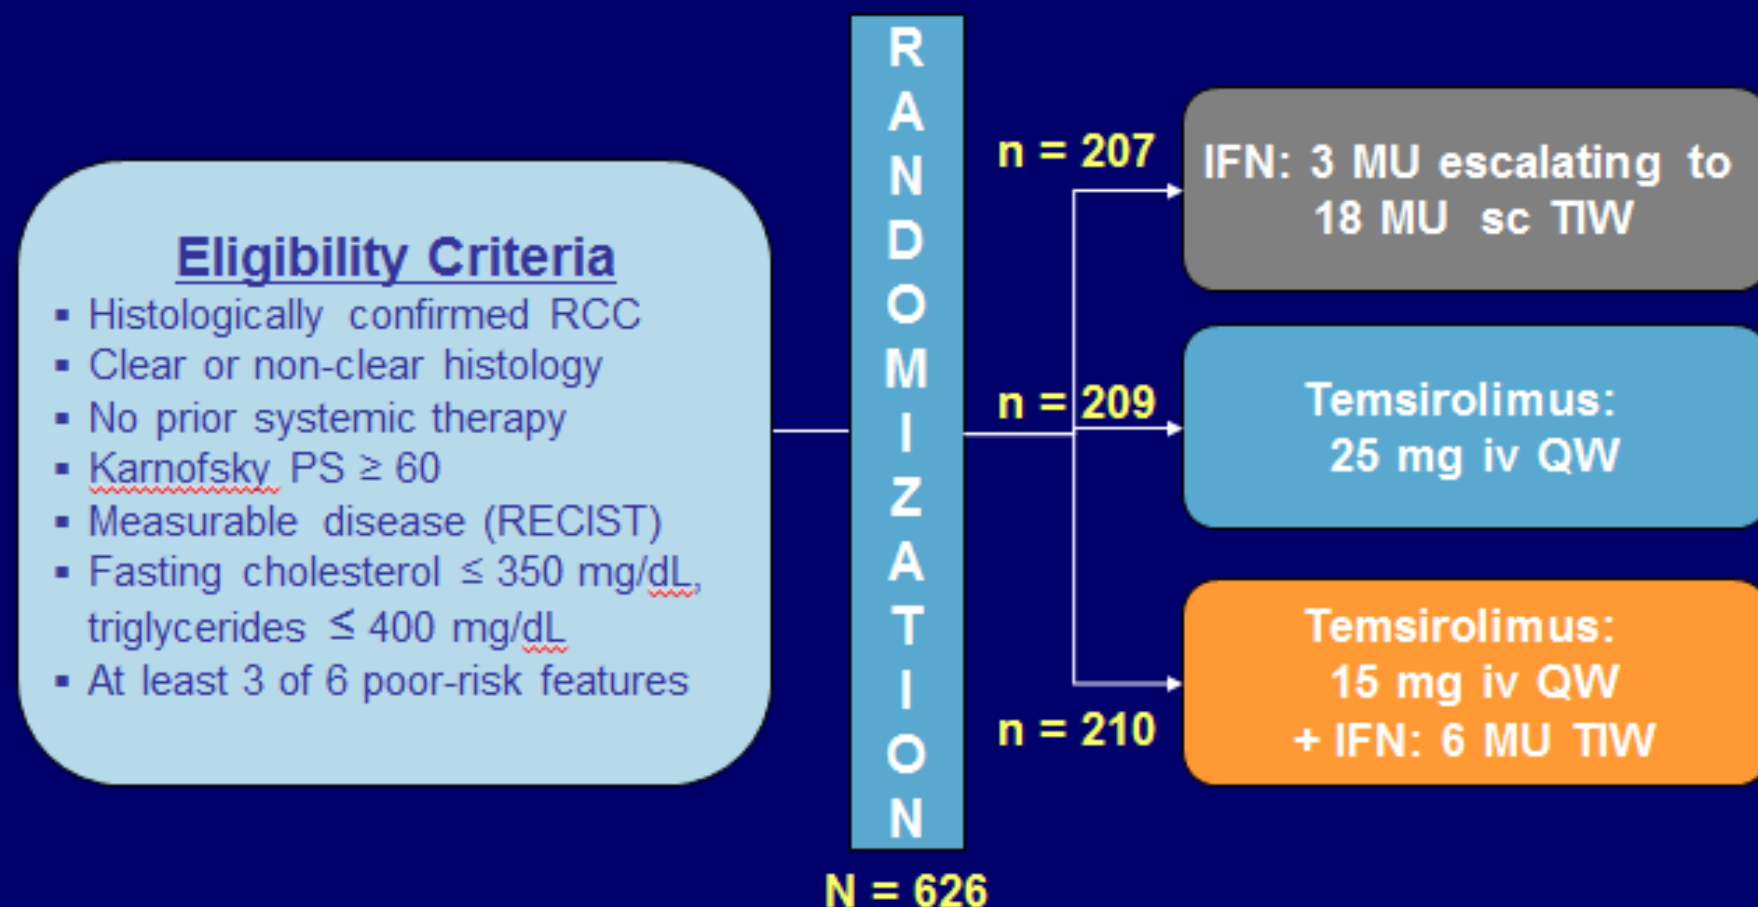 Eligibility Criteria
▪ Histologically confirmed RCC
▪ Clear or non-clear histology
▪ No prior systemic therapy
▪ Karnofsky PS ≥ 60
▪ Measurable disease (RECIST)
▪ Fasting cholesterol ≤ 350 mg/dL,
triglycerides ≤ 400 mg/dL
▪ At least 3 of 6 poor-risk features
RANDOMIZATION
N = 626
n = 207
IFN: 3 MU escalating to
18 MU sc TIW
n = 209
Temsirolimus:
25 mg iv QW
n = 210
Temsirolimus:
15 mg iv QW
+ IFN: 6 MU TIW